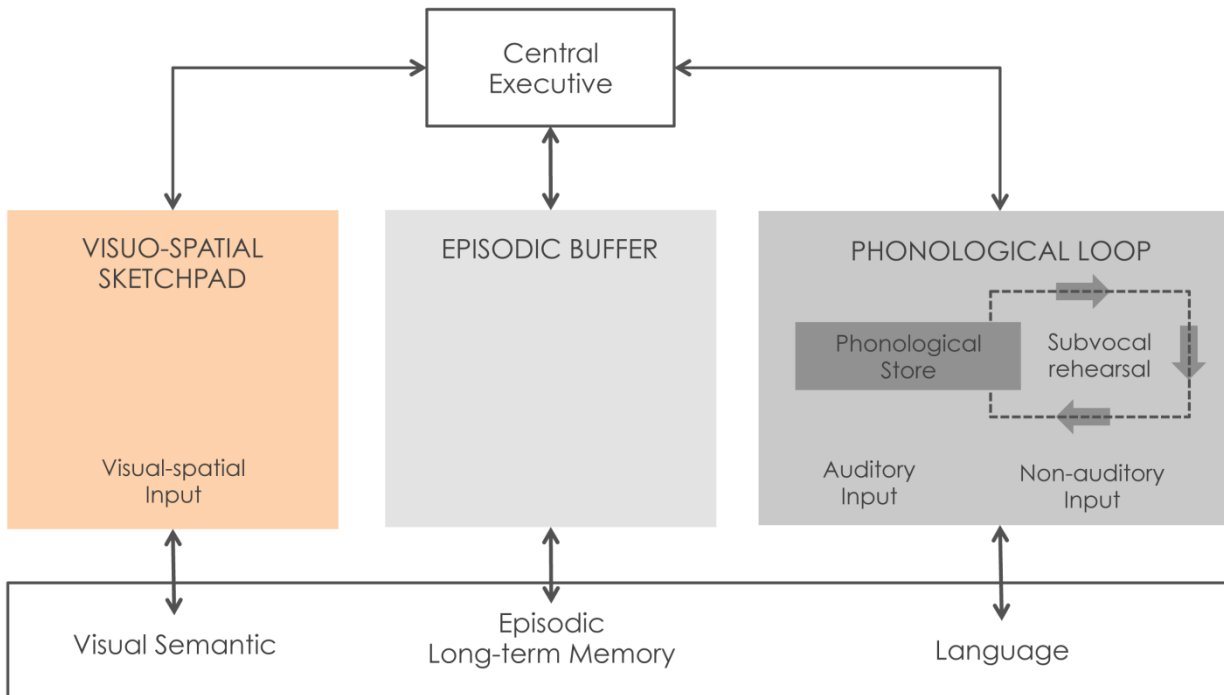 Central
Executive
VISUO-SPATIAL
SKETCHPAD
Visual-spatial
Input
EPISODIC BUFFER
PHONOLOGICAL LOOP
Phonological
Store
Subvocal
rehearsal
Auditory
Input
Non-auditory
Input
Visual Semantic
Episodic
Long-term Memory
Language